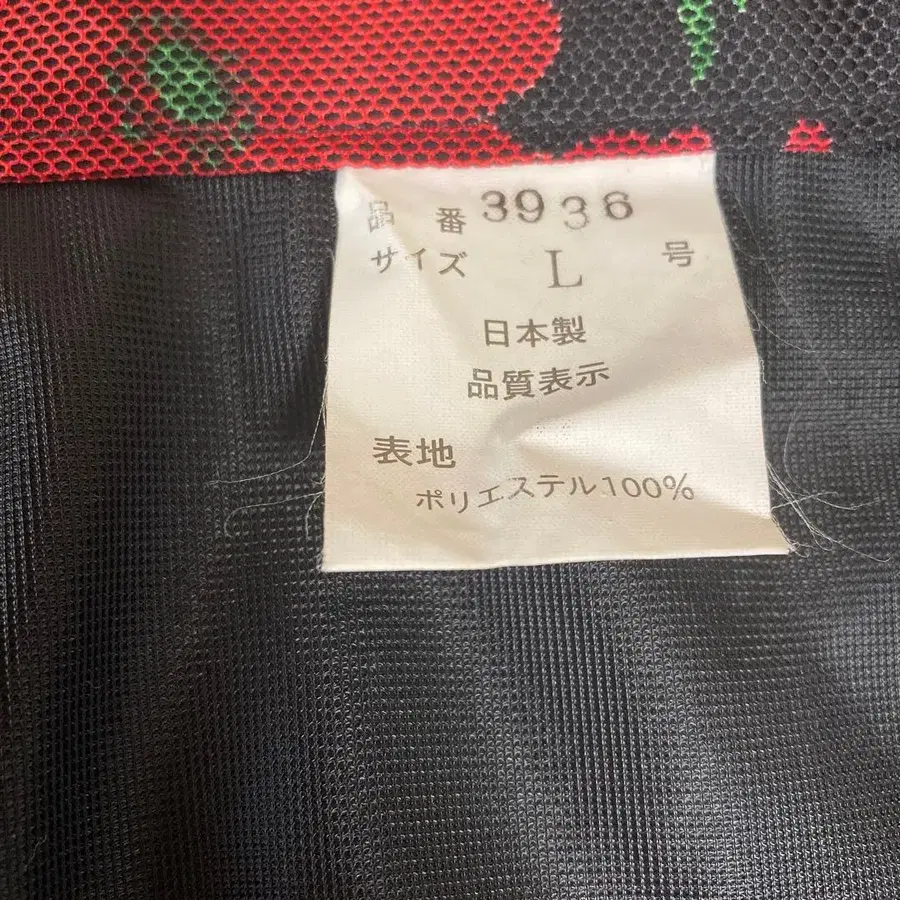 品番 3936
サイズ L 号
日本製
品質表示
表地
ポリエステル100%